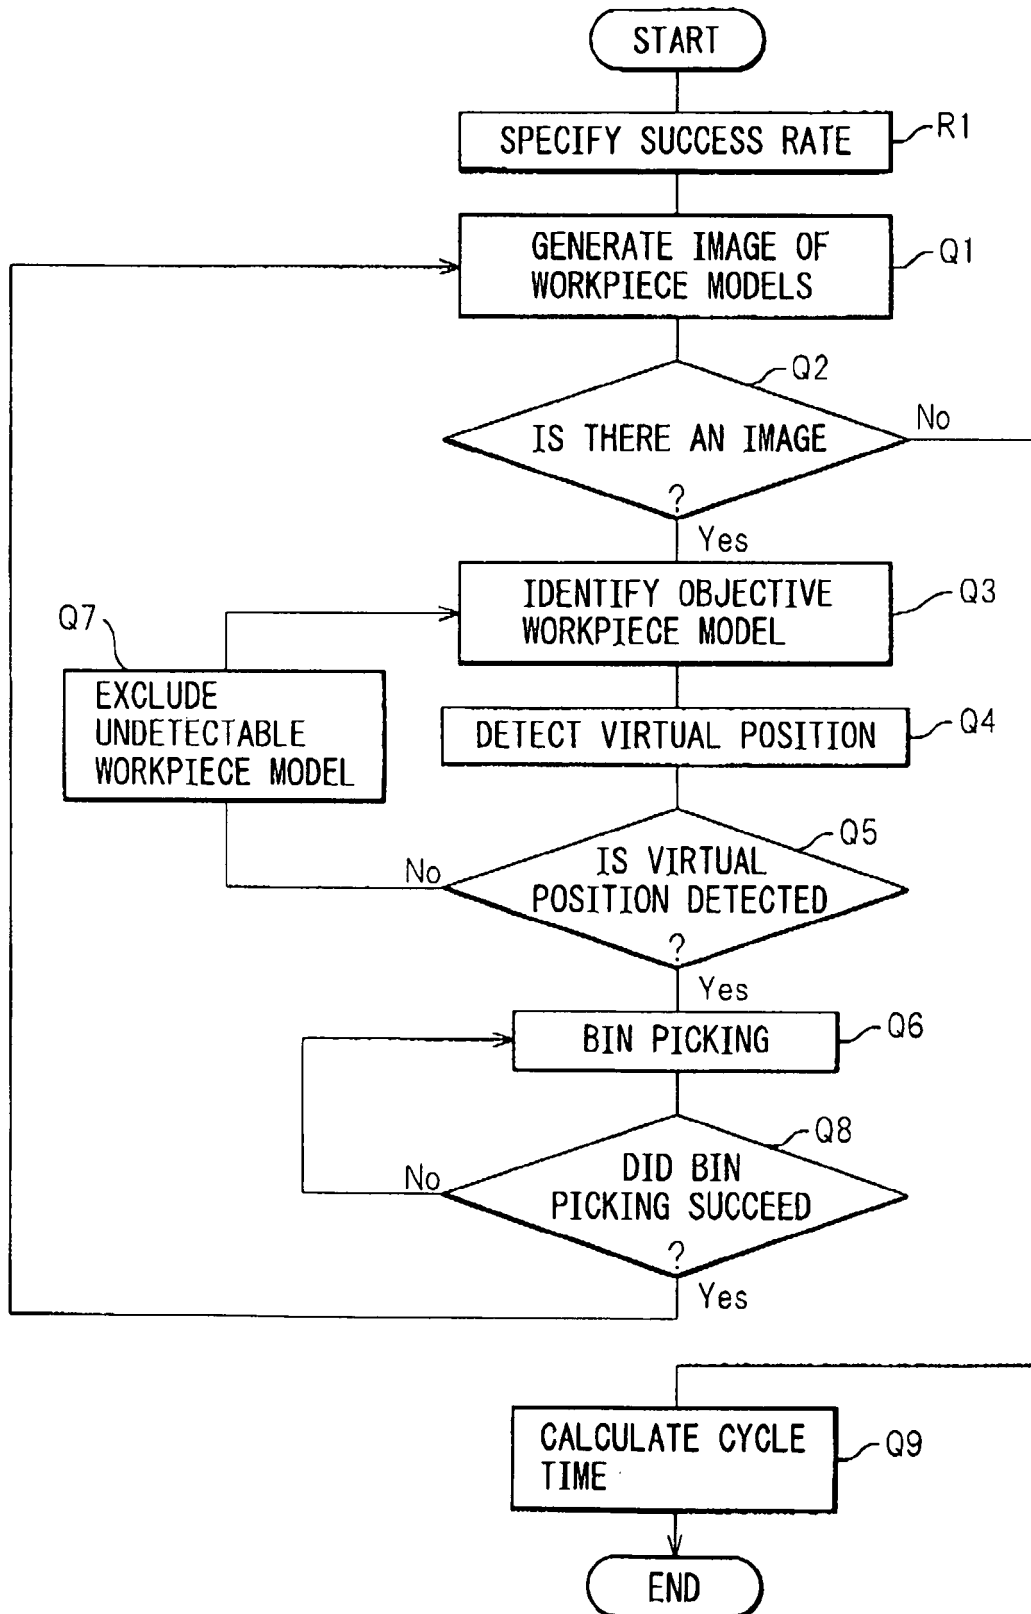 START
SPECIFY SUCCESS RATE
R1
GENERATE IMAGE OF
WORKPIECE MODELS
Q1
Q2
IS THERE AN IMAGE
?
No
Yes
IDENTIFY OBJECTIVE
WORKPIECE MODEL
Q3
Q7
EXCLUDE
UNDETECTABLE
WORKPIECE MODEL
DETECT VIRTUAL POSITION
Q4
Q5
IS VIRTUAL
POSITION DETECTED
?
No
Yes
BIN PICKING
Q6
Q8
DID BIN
PICKING SUCCEED
?
No
Yes
CALCULATE CYCLE
TIME
Q9
END